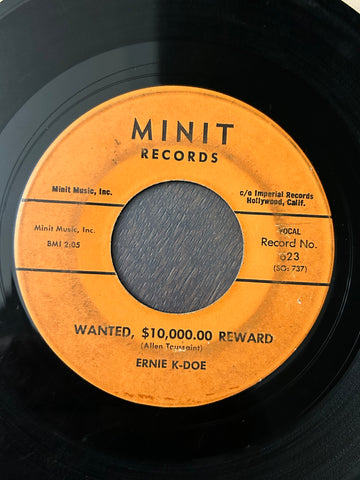 MINIT
RECORDS
Minit Music, Inc.
c/o Imperial Records
Hollywood, Calif.
Minit Music, Inc.
BMI 2:05
VOCAL
Record No.
623
(SO: 737)
WANTED, $10,000.00 REWARD
(Allen Toussaint)
ERNIE K-DOE